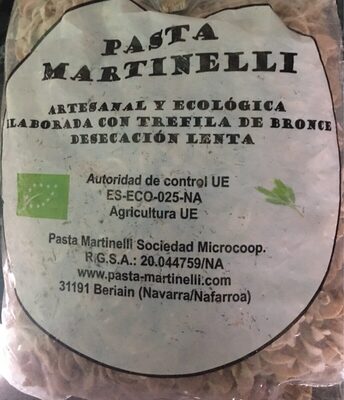 PASTA
MARTINELLI
ARTESANAL Y ECOLÓGICA
ELABORADA CON TREFILA DE BRONCE
DESECACIÓN LENTA
Autoridad de control UE
ES-ECO-025-NA
Agricultura UE
Pasta Martinelli Sociedad Microcoop.
R.G.S.A.: 20.044759/NA
www.pasta-martinelli.com
31191 Beriain (Navarra/Nafarroa)